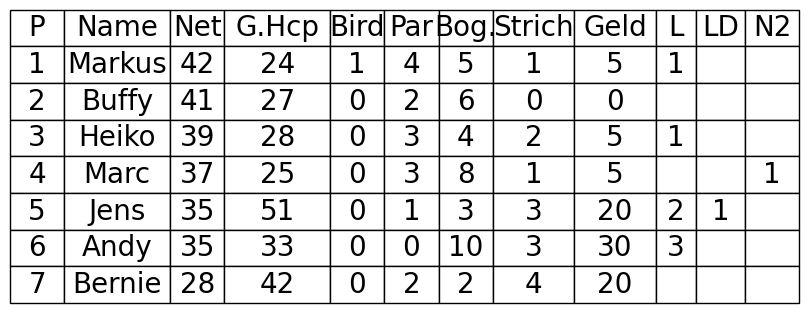 P Name Net G.Hcp Bird Par Bog. Strich Geld L LD N2
1 Markus 42 24 1 4 5 1 5 1
2 Buffy 41 27 0 2 6 0 0
3 Heiko 39 28 0 3 4 2 5 1
4 Marc 37 25 0 3 8 1 5 1
5 Jens 35 51 0 1 3 3 20 2 1
6 Andy 35 33 0 0 10 3 30 3
7 Bernie 28 42 0 2 2 4 20